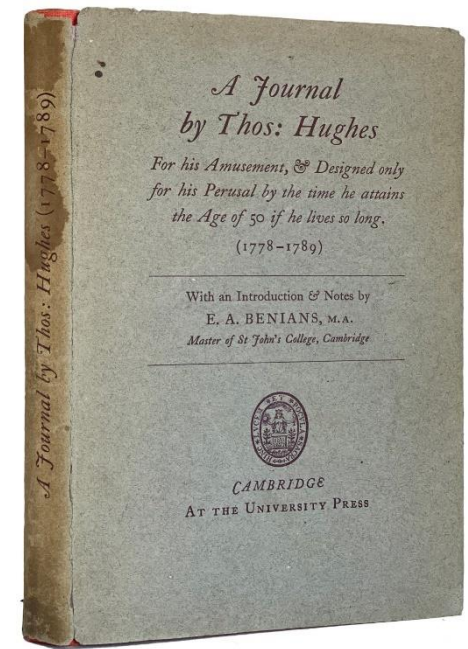 A Journal
by Thos: Hughes
For his Amusement, & Designed only
for his Perusal by the time he attains
the Age of 50 if he lives so long.
(1778–1789)
With an Introduction & Notes by
E. A. BENIANS, M.A.
Master of St John's College, Cambridge
CAMBRIDGE
AT THE UNIVERSITY PRESS
A Journal by Thos: Hughes (1778–1789)